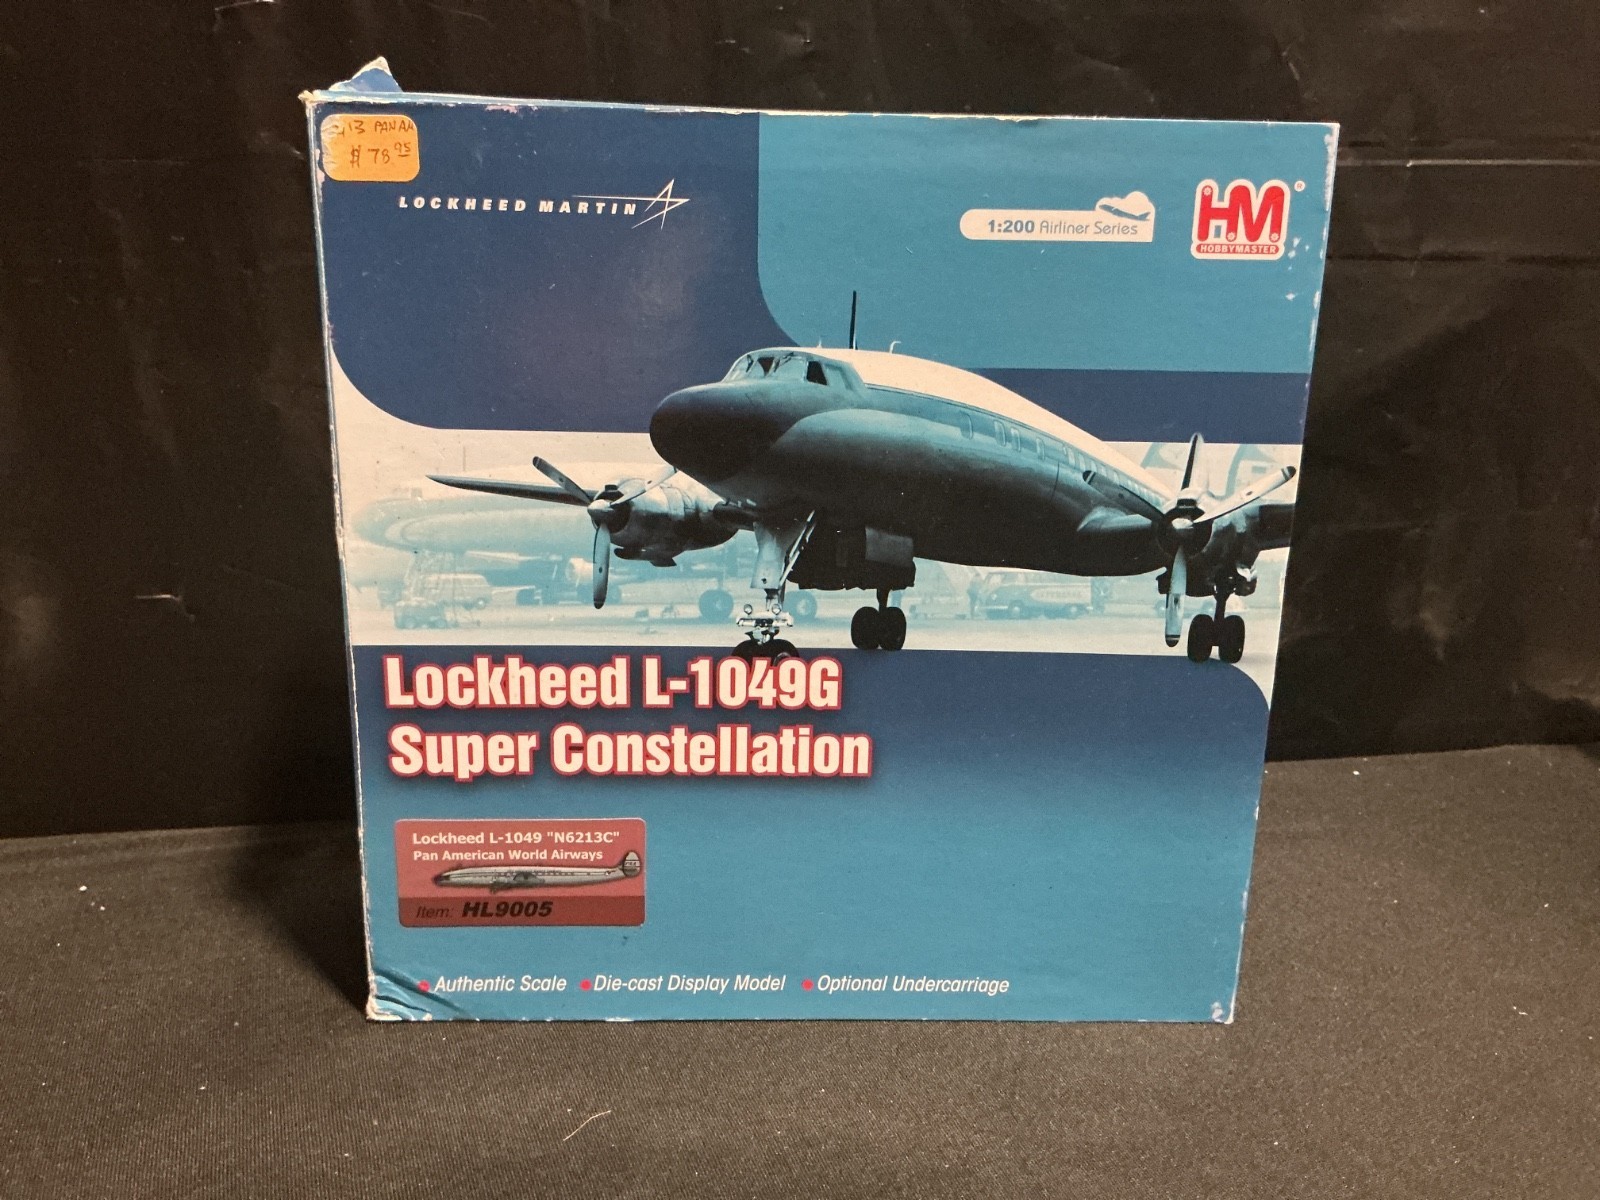 13 PANAM
$78.95
LOCKHEED MARTIN
1:200 Airliner Series
HM
HOBBYMASTER
®
Lockheed L-1049G
Super Constellation
Lockheed L-1049 "N6213C"
Pan American World Airways
Item: HL9005
Authentic Scale
Die-cast Display Model
Optional Undercarriage